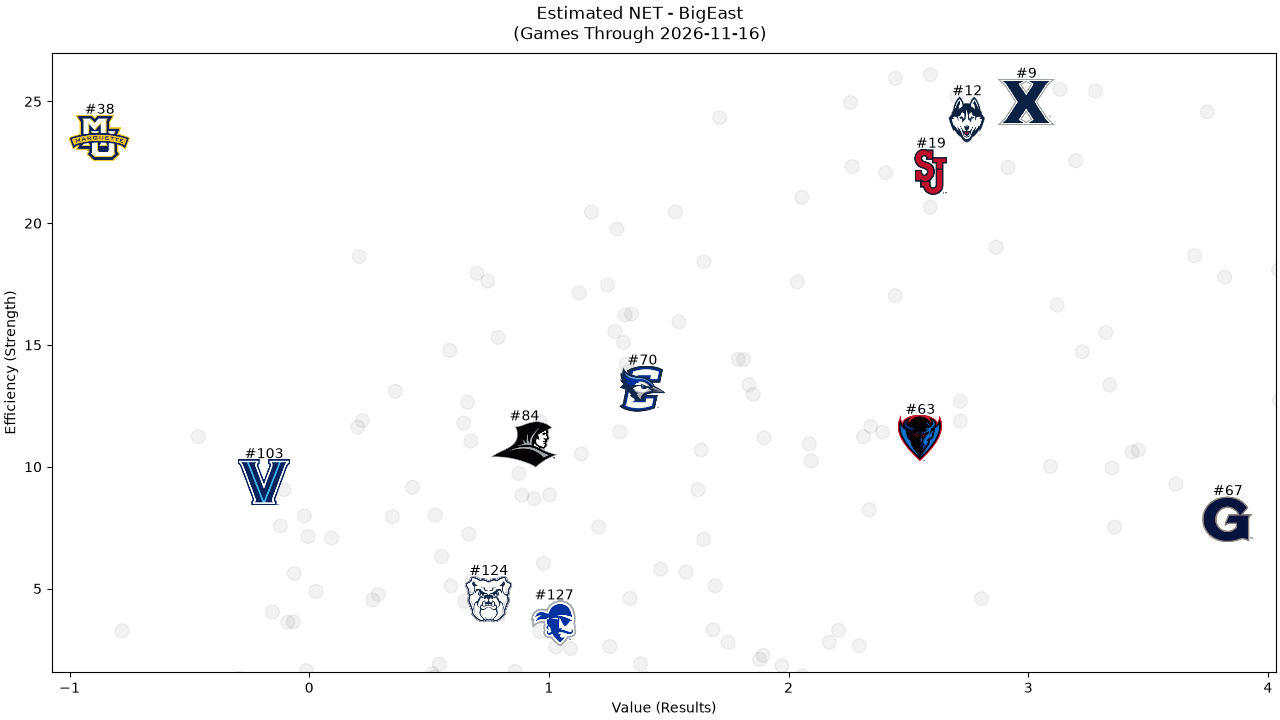 Estimated NET - BigEast
(Games Through 2026-11-16)
Efficiency (Strength)
25
20
15
10
5
#38
MARQUETTE
#9
#12
#19
SJ
#70
#84
#63
#103
V
#67
G
#124
#127
−1
0
1
2
3
4
Value (Results)